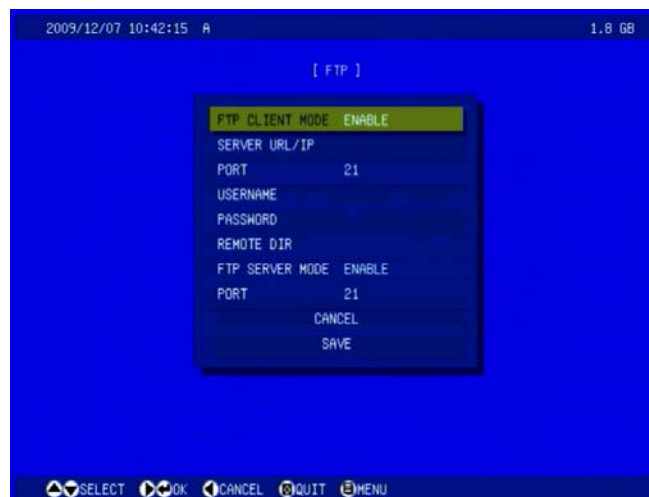 2009/12/07 10:42:15 A 1.8 GB
[ FTP ]
FTP CLIENT MODE ENABLE
SERVER URL/IP
PORT 21
USERNAME
PASSWORD
REMOTE DIR
FTP SERVER MODE ENABLE
PORT 21
CANCEL
SAVE
SELECT OK CANCEL QUIT MENU